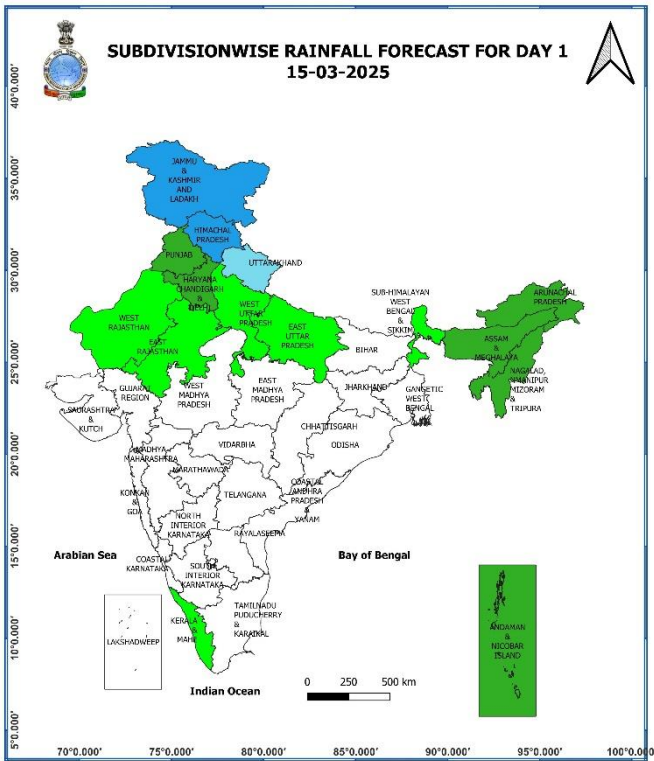 SUBDIVISIONWISE RAINFALL FORECAST FOR DAY 1
15-03-2025
40°0.000'
35°0.000'
30°0.000'
25°0.000'
20°0.000'
15°0.000'
10°0.000'
5°0.000'
JAMMU
&
KASHMIR
AND
LADAKH
HIMACHAL
PRADESH
PUNJAB
UTTARAKHAND
HARYANA
CHANDIGARH
&
DELHI
WEST
RAJASTHAN
EAST
RAJASTHAN
WEST
UTTAR
PRADESH
EAST
UTTAR
PRADESH
SUB-HIMALAYAN
WEST
BENGAL
&
SIKKIM
ARUNACHAL
PRADESH
ASSAM
&
MEGHALAYA
NAGALAD,
MANIPUR
MIZORAM
&
TRIPURA
BIHAR
GUJARAT
REGION
WEST
MADHYA
PRADESH
EAST
MADHYA
PRADESH
JHARKHAND
GANGETIC
WEST
BENGAL
SAURASHTRA
&
KUTCH
CHHATTISGARH
ODISHA
VIDARBHA
MADHYA
MAHARASHTRA
MARATHAWADA
TELANGANA
COASTAL
ANDHRA
PRADESH
&
YANAM
KONKAN
&
GOA
NORTH
INTERIOR
KARNATAKA
RAYALASEEMA
Arabian Sea
Bay of Bengal
COASTAL
KARNATAKA
SOUTH
INTERIOR
KARNATAKA
LAKSHADWEEP
KERALA
&
MAHE
TAMILNADU
PUDUCHERRY
&
KARAIKAL
ANDAMAN
&
NICOBAR
ISLAND
Indian Ocean
0 250 500 km
70°0.000' 75°0.000' 80°0.000' 85°0.000' 90°0.000' 95°0.000' 100°0.000'